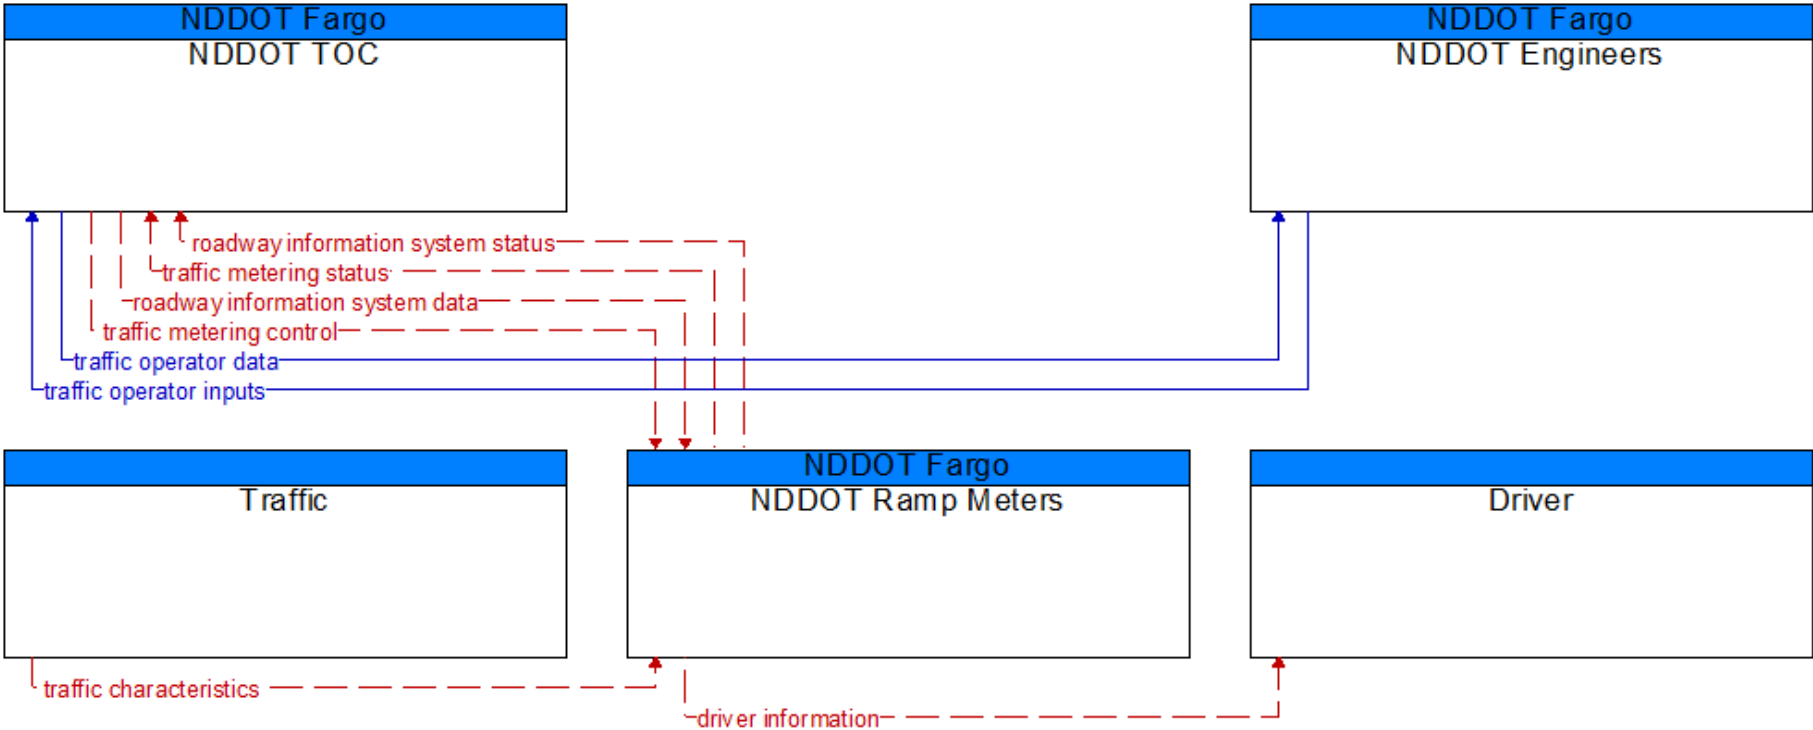 NDDOT Fargo
NDDOT TOC
NDDOT Fargo
NDDOT Engineers
roadway information system status
traffic metering status
roadway information system data
traffic metering control
traffic operator data
traffic operator inputs
Traffic
NDDOT Fargo
NDDOT Ramp Meters
Driver
traffic characteristics
driver information